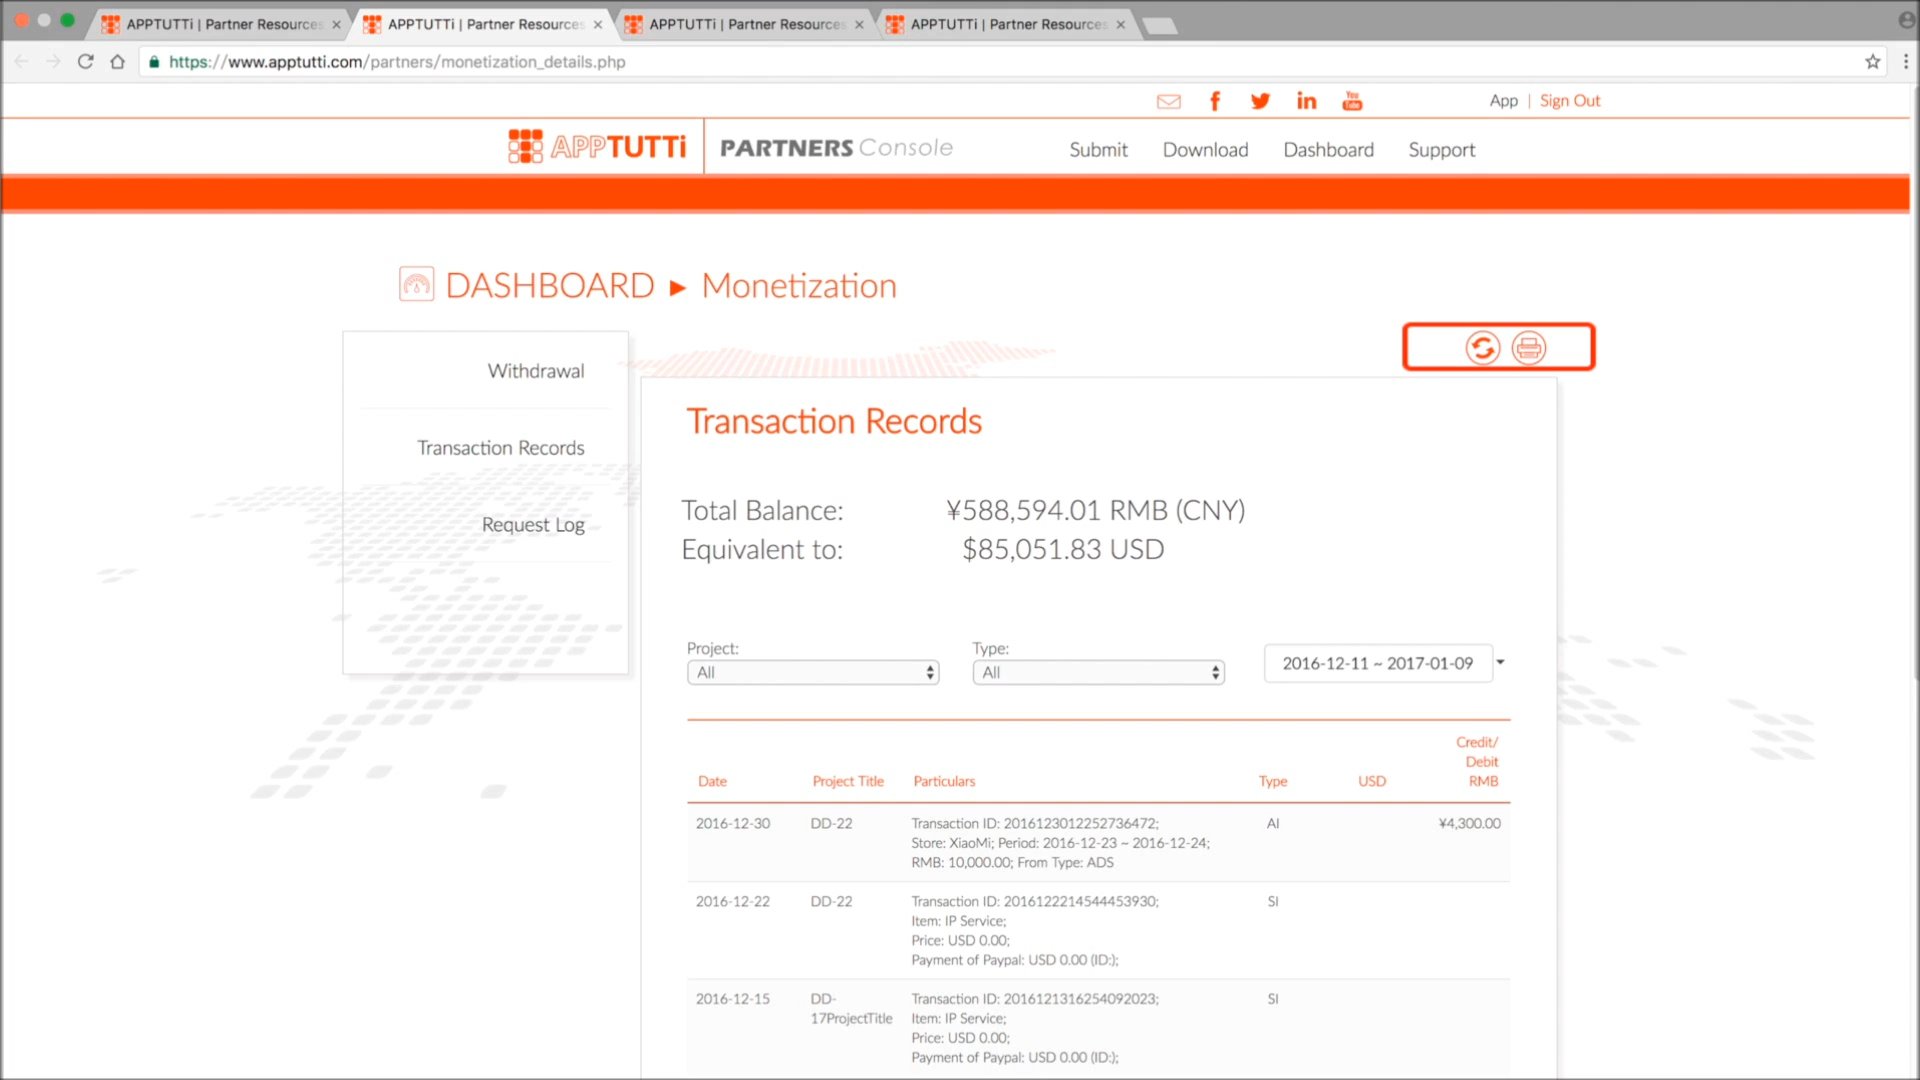 APPTUTTi | Partner Resources
APPTUTTi | Partner Resources
APPTUTTi | Partner Resources
APPTUTTi | Partner Resources
https://www.apptutti.com/partners/monetization_details.php
App | Sign Out
APPTUTTi PARTNERS Console
Submit Download Dashboard Support
DASHBOARD ▸ Monetization
Withdrawal
Transaction Records
Request Log
Transaction Records
Total Balance: ¥588,594.01 RMB (CNY)
Equivalent to: $85,051.83 USD
Project: Type:
All All 2016-12-11 ~ 2017-01-09
Credit/
Debit
Date Project Title Particulars Type USD RMB
2016-12-30 DD-22 Transaction ID: 2016123012252736472; AI ¥4,300.00
Store: XiaoMi; Period: 2016-12-23 ~ 2016-12-24;
RMB: 10,000.00; From Type: ADS
2016-12-22 DD-22 Transaction ID: 2016122214544453930; SI
Item: IP Service;
Price: USD 0.00;
Payment of Paypal: USD 0.00 (ID:);
2016-12-15 DD- Transaction ID: 2016121316254092023; SI
17ProjectTitle Item: IP Service;
Price: USD 0.00;
Payment of Paypal: USD 0.00 (ID:);